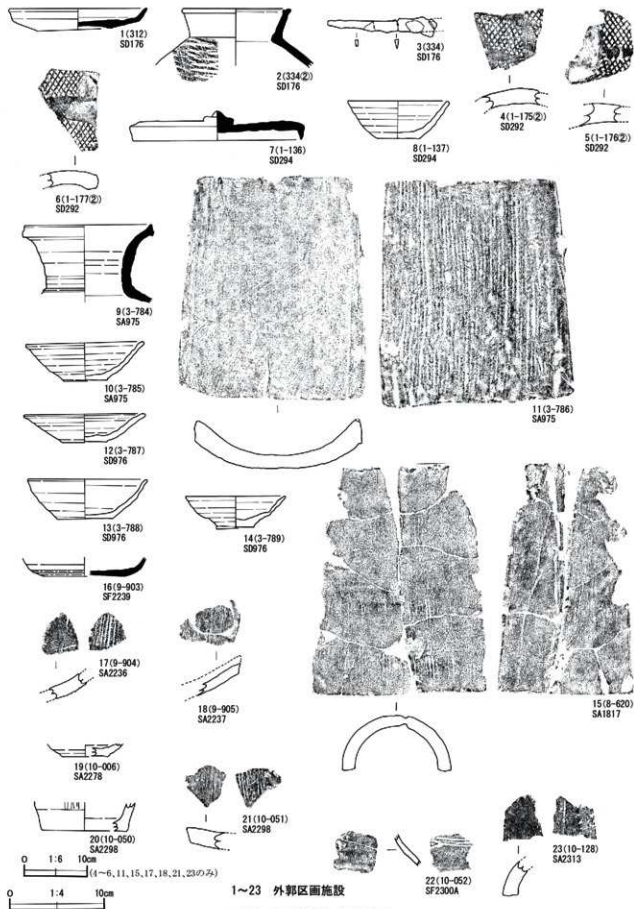 1(312)
SD176
2(334②)
SD176
3(334)
SD176
4(1-175②)
SD292
5(1-176②)
SD292
6(1-177②)
SD292
7(1-136)
SD294
8(1-137)
SD294
9(3-784)
SA975
10(3-785)
SA975
11(3-786)
SA975
12(3-787)
SD976
13(3-788)
SD976
14(3-789)
SD976
15(8-620)
SA1817
16(9-903)
SF2239
17(9-904)
SA2236
18(9-905)
SA2237
19(10-006)
SA2278
20(10-050)
SA2298
21(10-051)
SA2298
22(10-052)
SF2300A
23(10-128)
SA2313
0 1:6 10cm
(4~6,11,15,17,18,21,23のみ)
0 1:4 10cm
1~23 外郭区画施設